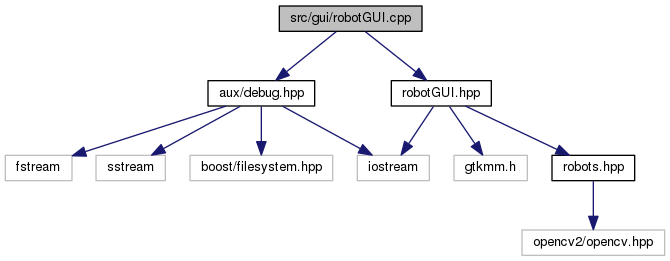 src/gui/robotGUI.cpp
aux/debug.hpp
robotGUI.hpp
fstream
sstream
boost/filesystem.hpp
iostream
gtkmm.h
robots.hpp
opencv2/opencv.hpp